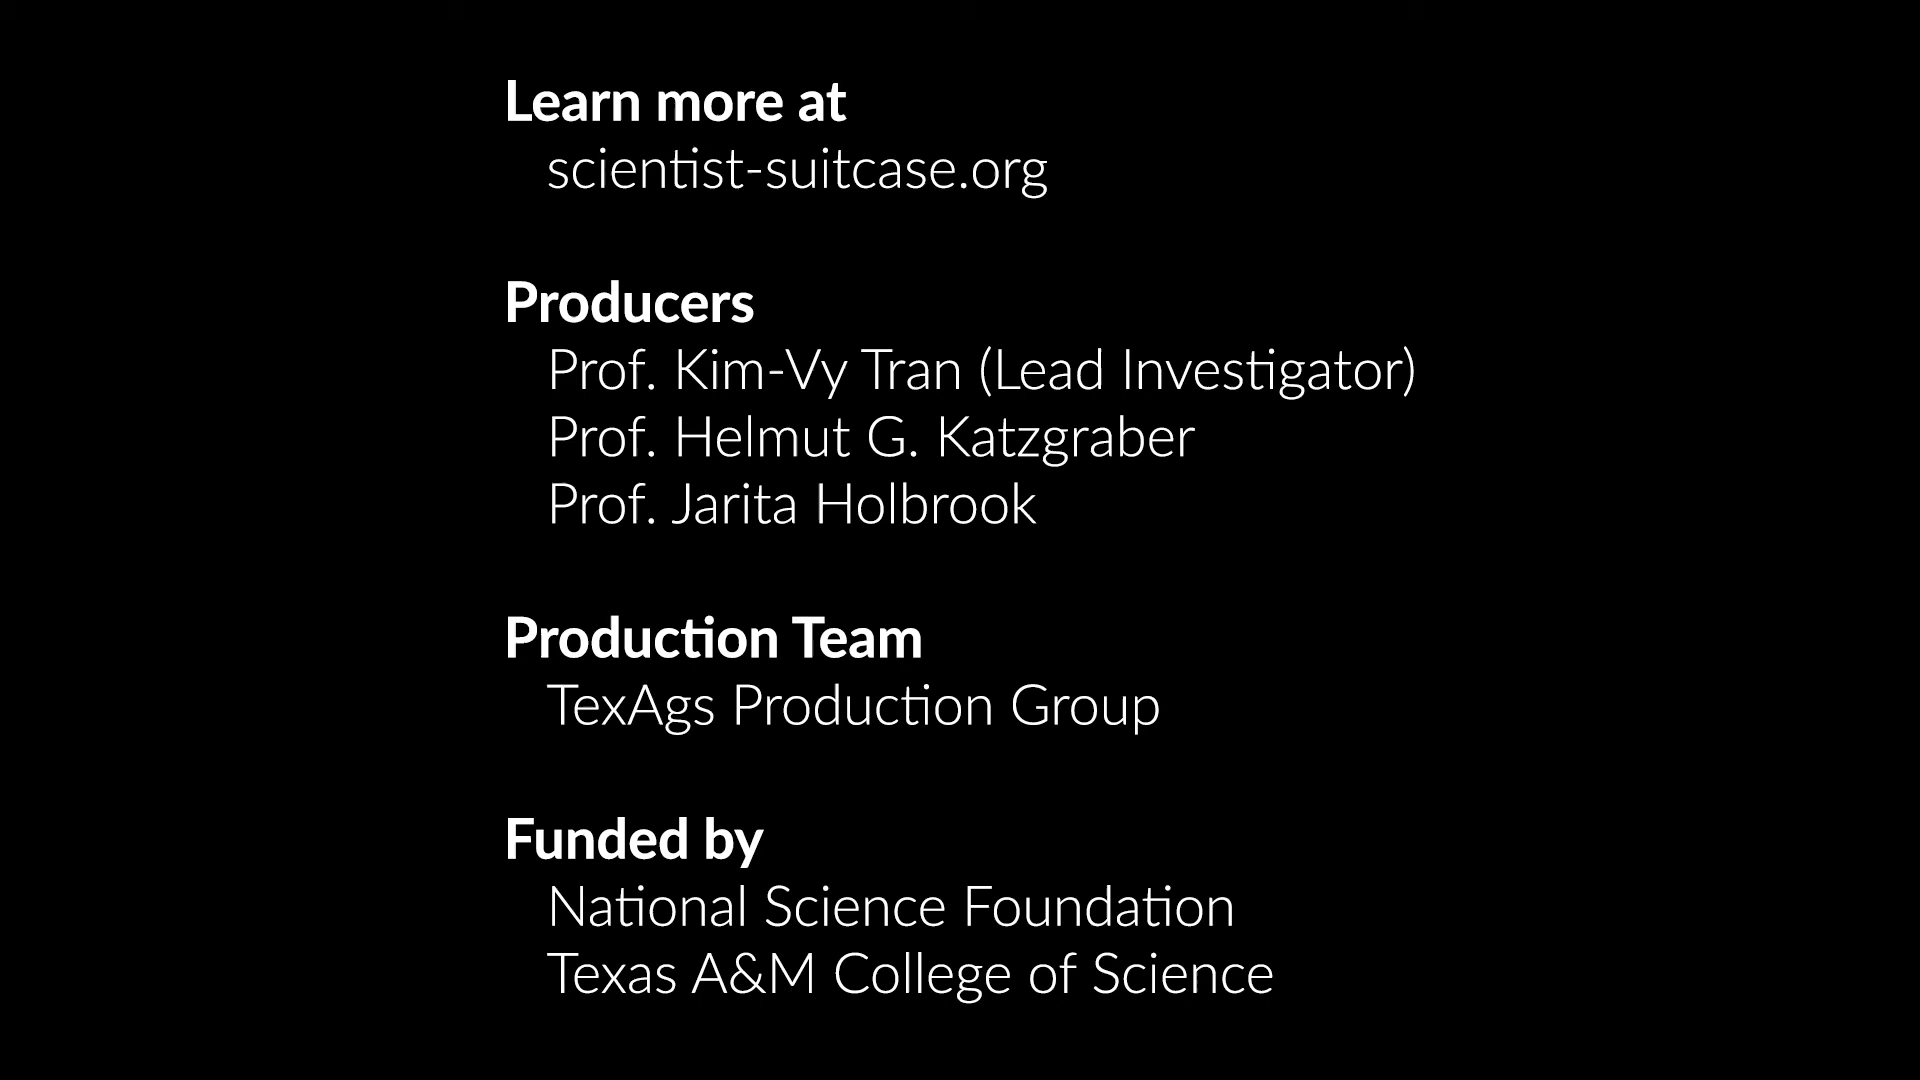 Learn more at
scientist-suitcase.org
Producers
Prof. Kim-Vy Tran (Lead Investigator)
Prof. Helmut G. Katzgraber
Prof. Jarita Holbrook
Production Team
TexAgs Production Group
Funded by
National Science Foundation
Texas A&M College of Science